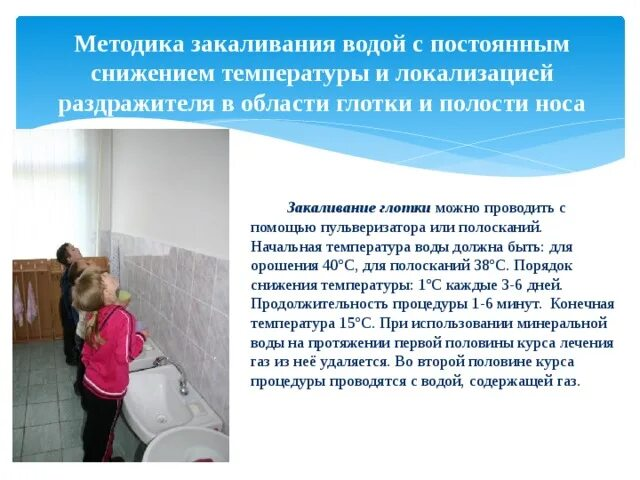 Методика закаливания водой с постоянным
снижением температуры и локализацией
раздражителя в области глотки и полости носа
Закаливание глотки можно проводить с
помощью пульверизатора или полосканий.
Начальная температура воды должна быть: для
орошения 40°С, для полосканий 38°С. Порядок
снижения температуры: 1°С каждые 3-6 дней.
Продолжительность процедуры 1-6 минут. Конечная
температура 15°С. При использовании минеральной
воды на протяжении первой половины курса лечения
газ из неё удаляется. Во второй половине курса
процедуры проводятся с водой, содержащей газ.